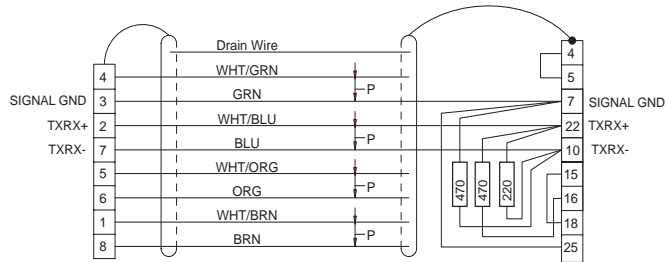 Drain Wire
4 WHT/GRN 4
5
P
SIGNAL GND 3 GRN 7 SIGNAL GND
TXRX+ 2 WHT/BLU 22 TXRX+
P
TXRX- 7 BLU 10 TXRX-
5 WHT/ORG 15
P
470 470 220
6 ORG 16
1 WHT/BRN 18
P
8 BRN 25